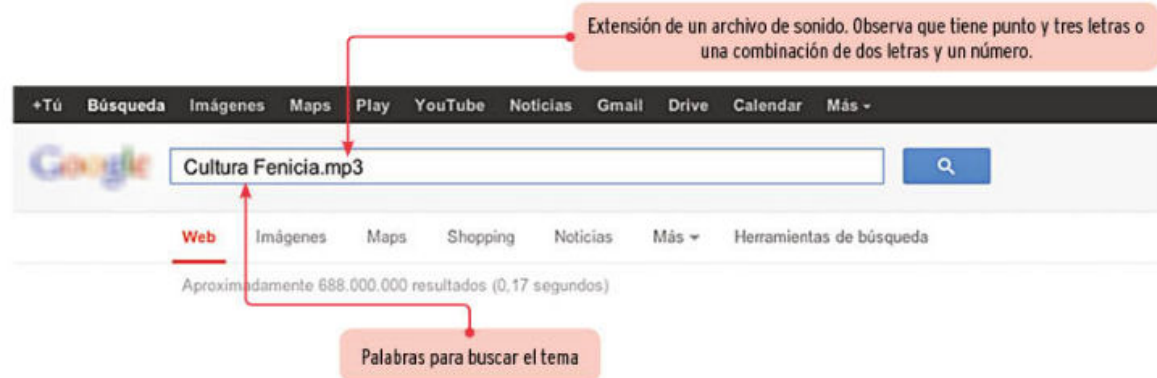 Extensión de un archivo de sonido. Observa que tiene punto y tres letras o
una combinación de dos letras y un número.
+Tú Búsqueda Imágenes Maps Play YouTube Noticias Gmail Drive Calendar Más
Google
Cultura Fenicia.mp3
Web Imágenes Maps Shopping Noticias Más Herramientas de búsqueda
Aproximadamente 688.000.000 resultados (0,17 segundos)
Palabras para buscar el tema